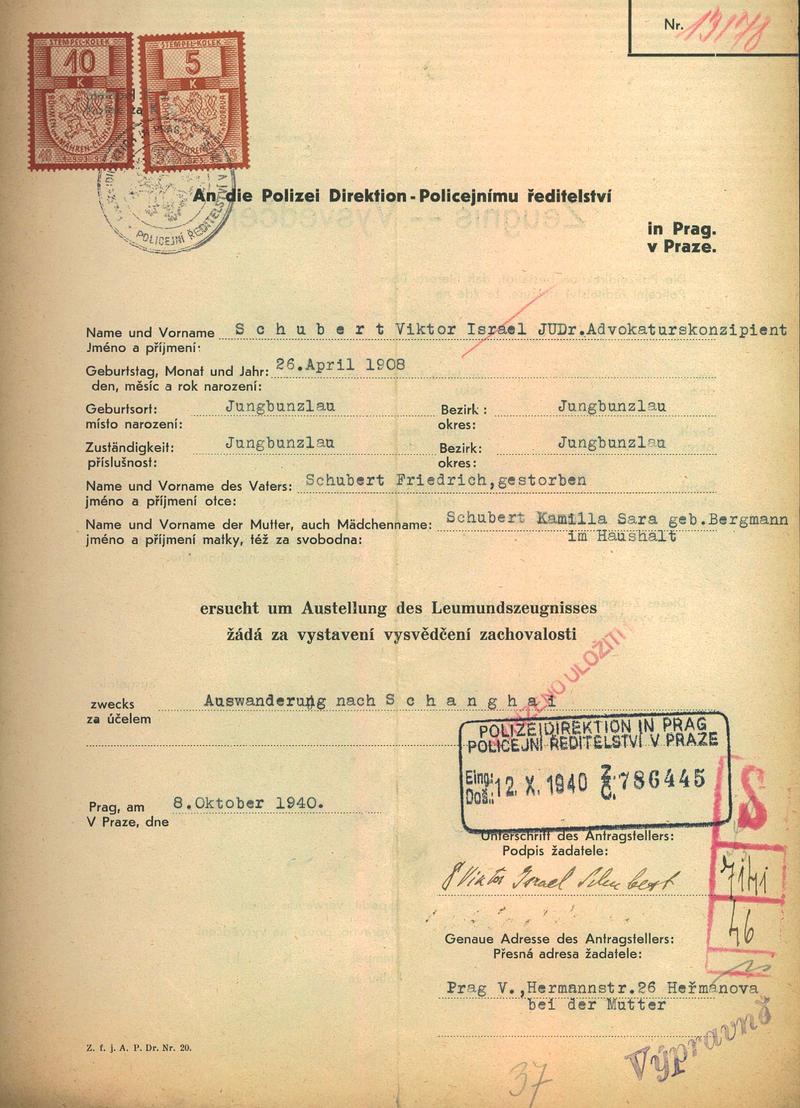 Nr. 13178
STEMPEL-KOLEK STEMPEL-KOLEK
10 5
K K
POLICEJNÍ ŘEDITELSTVÍ V
An die Polizei Direktion - Policejnímu ředitelství
in Prag.
v Praze.
Name und Vorname S c h u b e r t Viktor Israel JUDr.Advokaturskonzipient
Jméno a příjmení:
Geburtstag, Monat und Jahr: 26.April 1908
den, měsíc a rok narození:
Geburtsort: Jungbunzlau Bezirk : Jungbunzlau
místo narození: okres:
Zuständigkeit: Jungbunzlau Bezirk: Jungbunzlau
příslušnost: okres:
Name und Vorname des Vaters: Schubert Friedrich,gestorben
jméno a příjmení otce:
Name und Vorname der Mutter, auch Mädchenname: Schubert Kamilla Sara geb.Bergmann
jméno a příjmení matky, též za svobodna: im Haushalt
ersucht um Austellung des Leumundszeugnisses
žádá za vystavení vysvědčení zachovalosti
ULOŽITI
zwecks Auswanderung nach S c h a n g h a i
za účelem
POLIZEIDIREKTION IN PRAG
POLICEJNÍ ŘEDITELSTVÍ V PRAZE
Eing.: Doš.: 12. X. 1940 Z. Č. 786445
Prag, am 8.Oktober 1940.
V Praze, dne
S
Unterschrift des Antragstellers:
Podpis žadatele:
Viktor Israel Schubert
46
Genaue Adresse des Antragstellers:
Přesná adresa žadatele:
Prag V.,Hermannstr.26 Heřmánova
bei der Mutter
Výpravně
Z. f. j. A. P. Dr. Nr. 20.
37